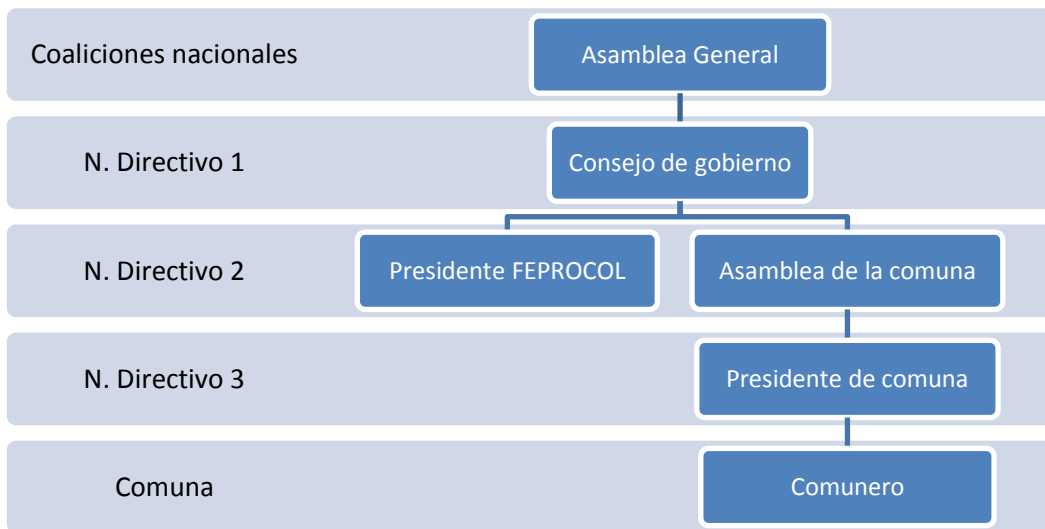 Coaliciones nacionales
Asamblea General
N. Directivo 1
Consejo de gobierno
N. Directivo 2
Presidente FEPROCOL
Asamblea de la comuna
N. Directivo 3
Presidente de comuna
Comuna
Comunero